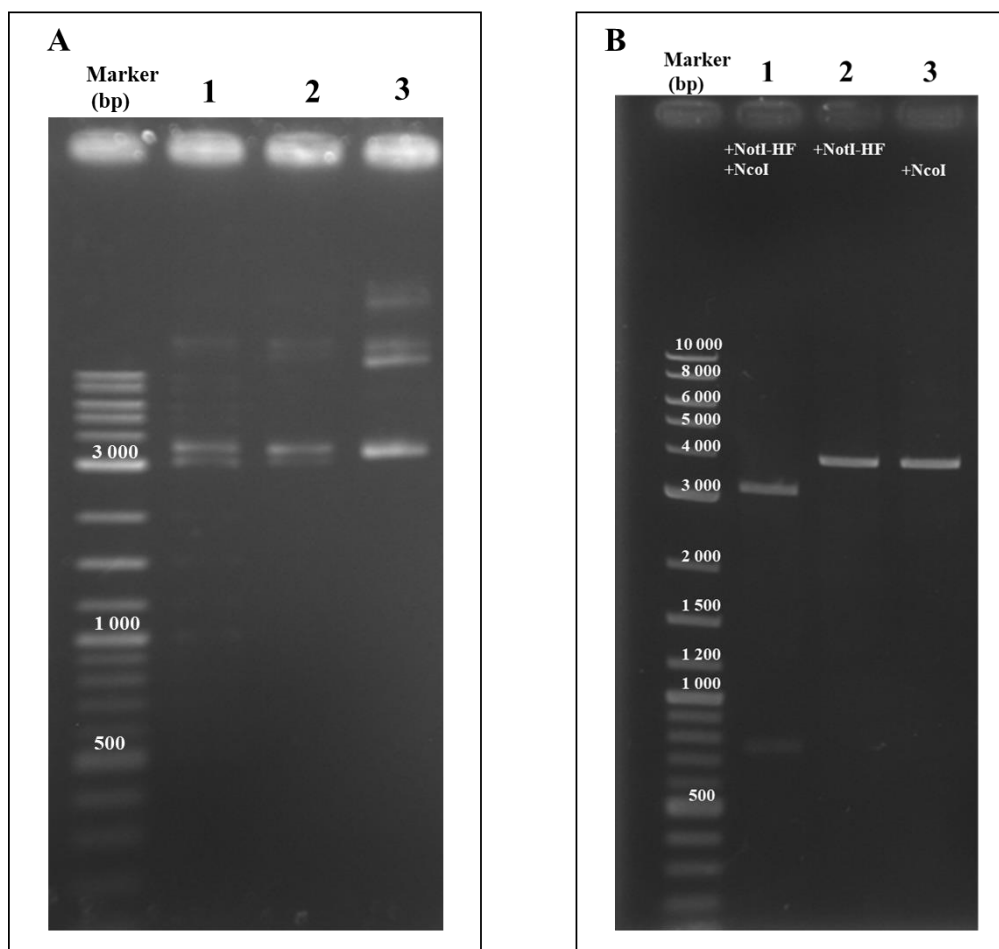 A
Marker
(bp)
1
2
3
3 000
1 000
500
B
Marker
(bp)
1
2
3
+NotI-HF
+NcoI
+NotI-HF
+NcoI
10 000
8 000
6 000
5 000
4 000
3 000
2 000
1 500
1 200
1 000
500